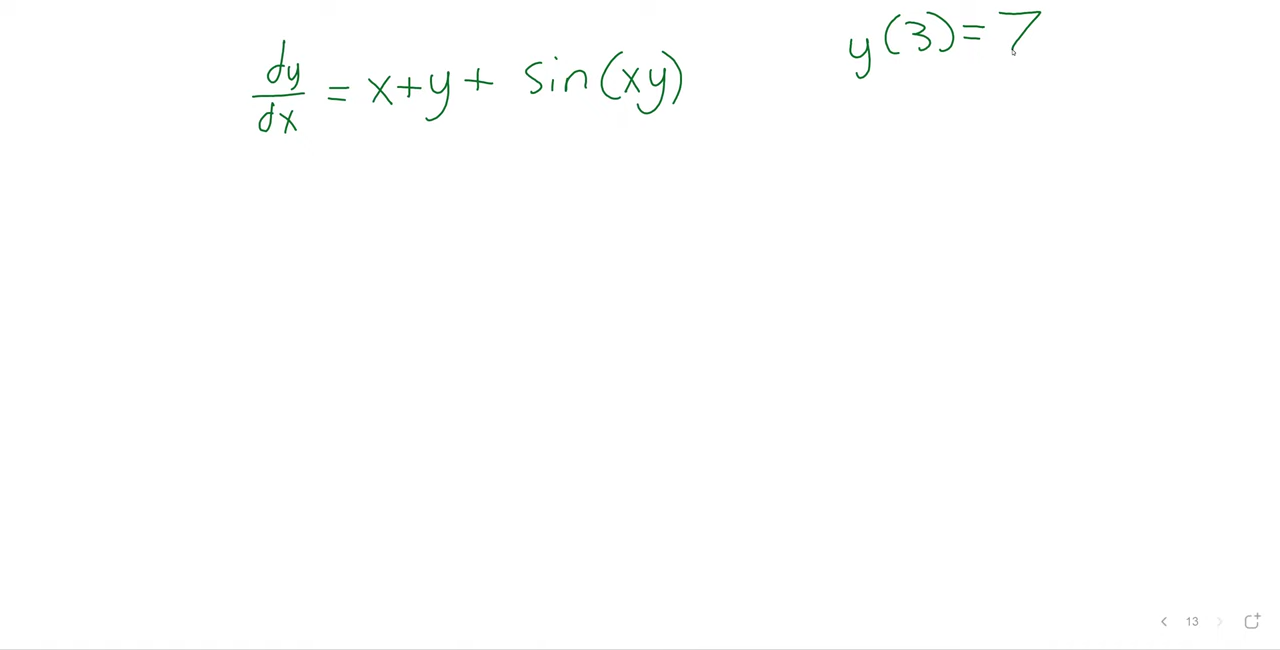 dy/dx = x+y+ sin(xy)
y(3)=7
13